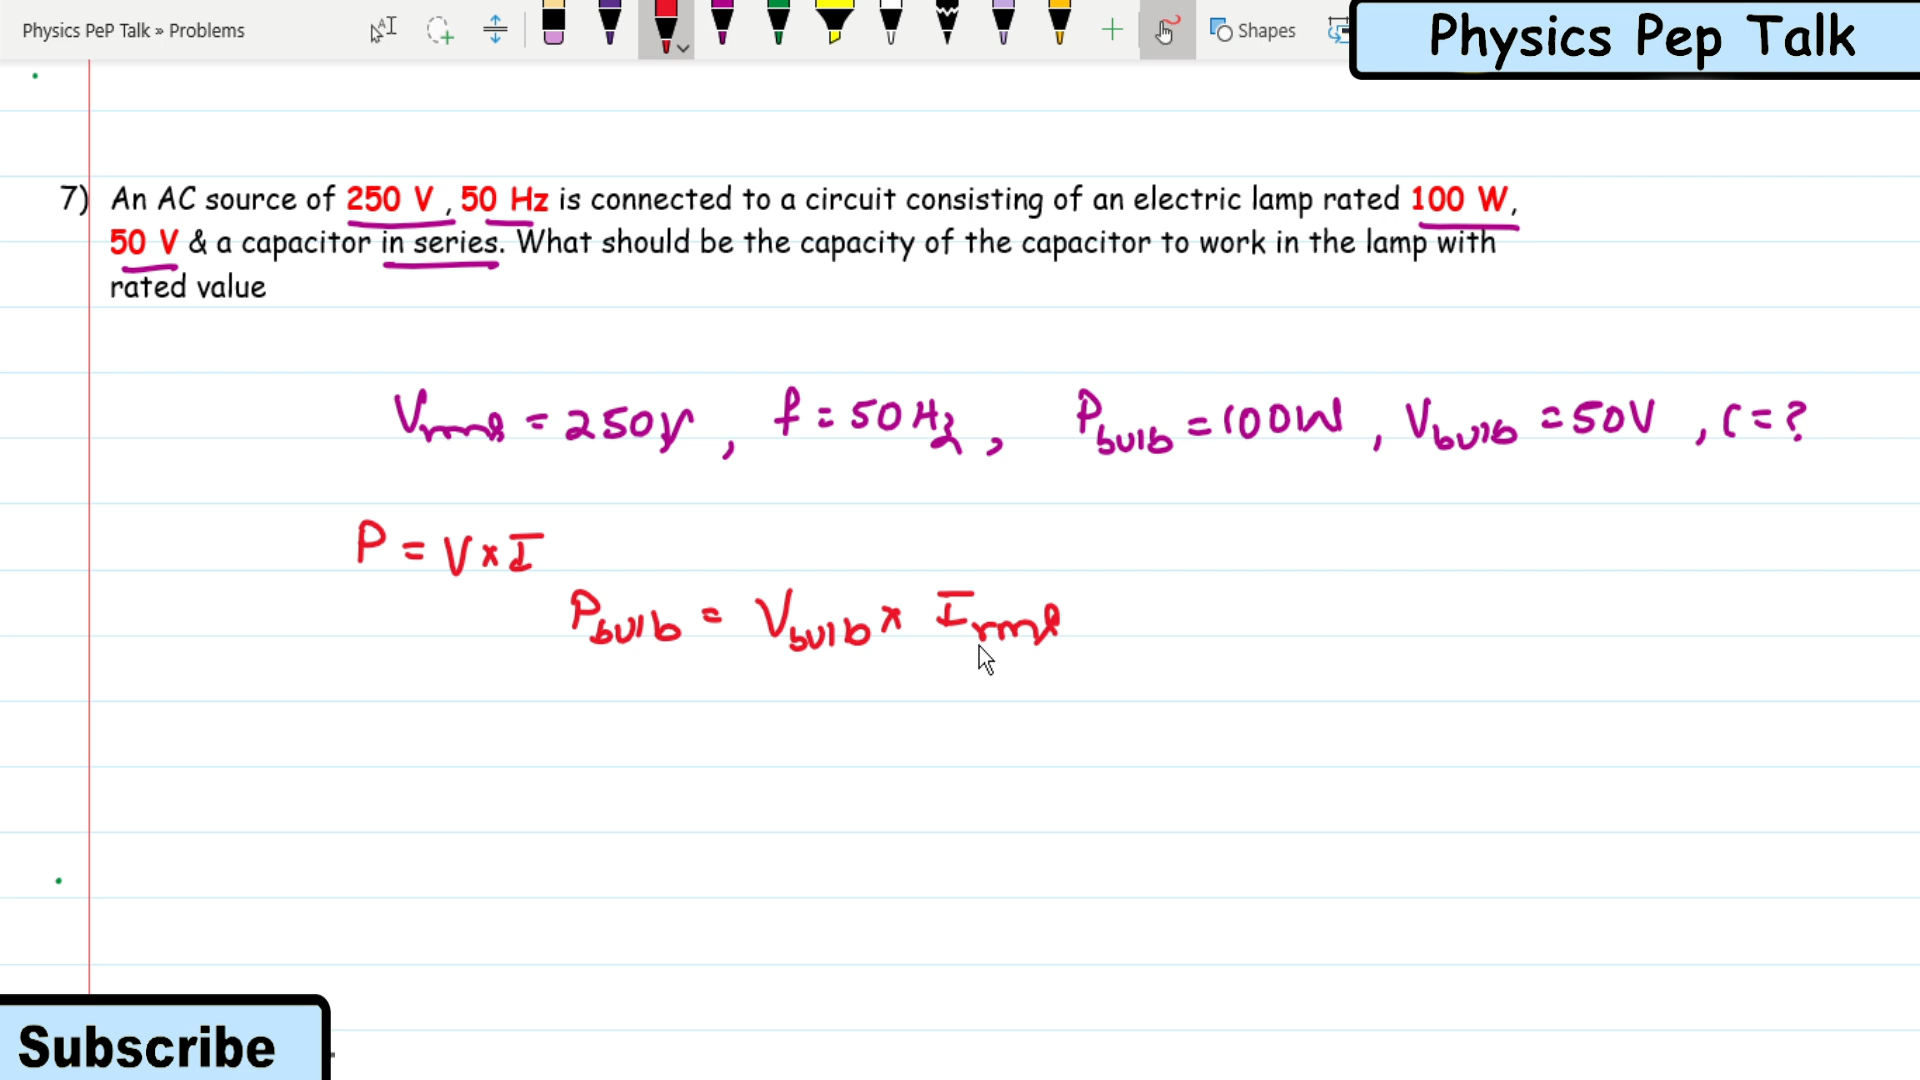 Physics PeP Talk » Problems
Shapes
Physics Pep Talk
7) An AC source of 250 V , 50 Hz is connected to a circuit consisting of an electric lamp rated 100 W,
50 V & a capacitor in series. What should be the capacity of the capacitor to work in the lamp with
rated value
Vrms = 250V , f = 50Hz , Pbulb = 100W , Vbulb = 50V , C = ?
P = V × I
Pbulb = Vbulb × Irms
Subscribe